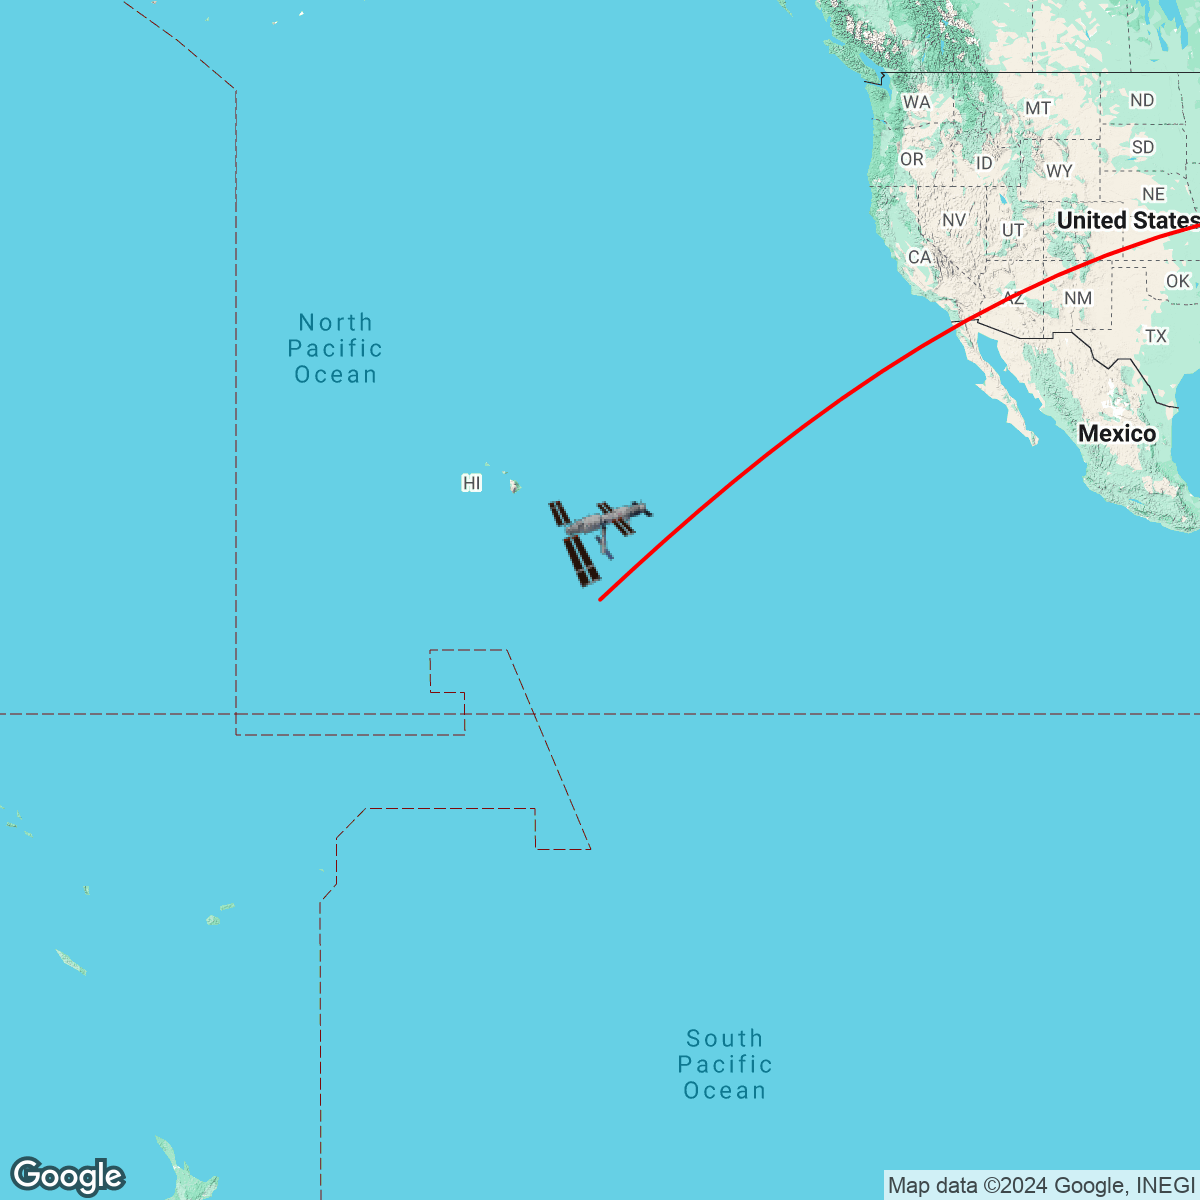 WA
MT
ND
OR
ID
SD
WY
NE
NV
UT
United States
CA
OK
AZ
NM
North
Pacific
Ocean
TX
Mexico
HI
South
Pacific
Ocean
Google
Map data ©2024 Google, INEGI